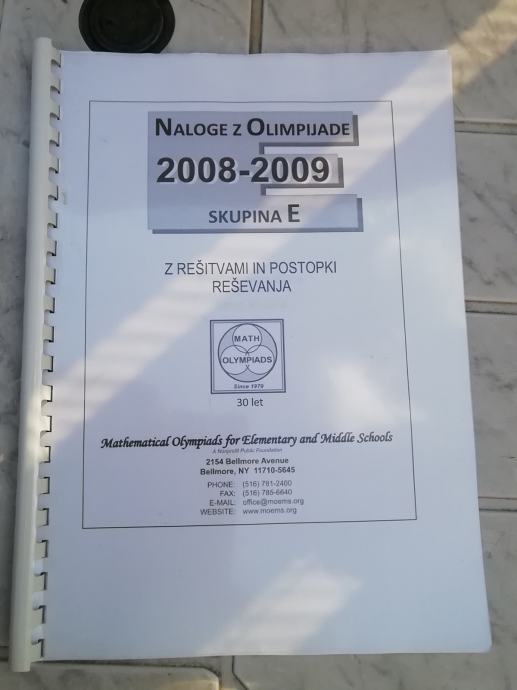 NALOGE Z OLIMPIJADE
2008-2009
SKUPINA E
Z REŠITVAMI IN POSTOPKI
REŠEVANJA
MATH
OLYMPIADS
Since 1979
30 let
Mathematical Olympiads for Elementary and Middle Schools
A Nonprofit Public Foundation
2154 Bellmore Avenue
Bellmore, NY 11710-5645
PHONE: (516) 781-2400
FAX: (516) 785-6640
E-MAIL: office@moems.org
WEBSITE: www.moems.org